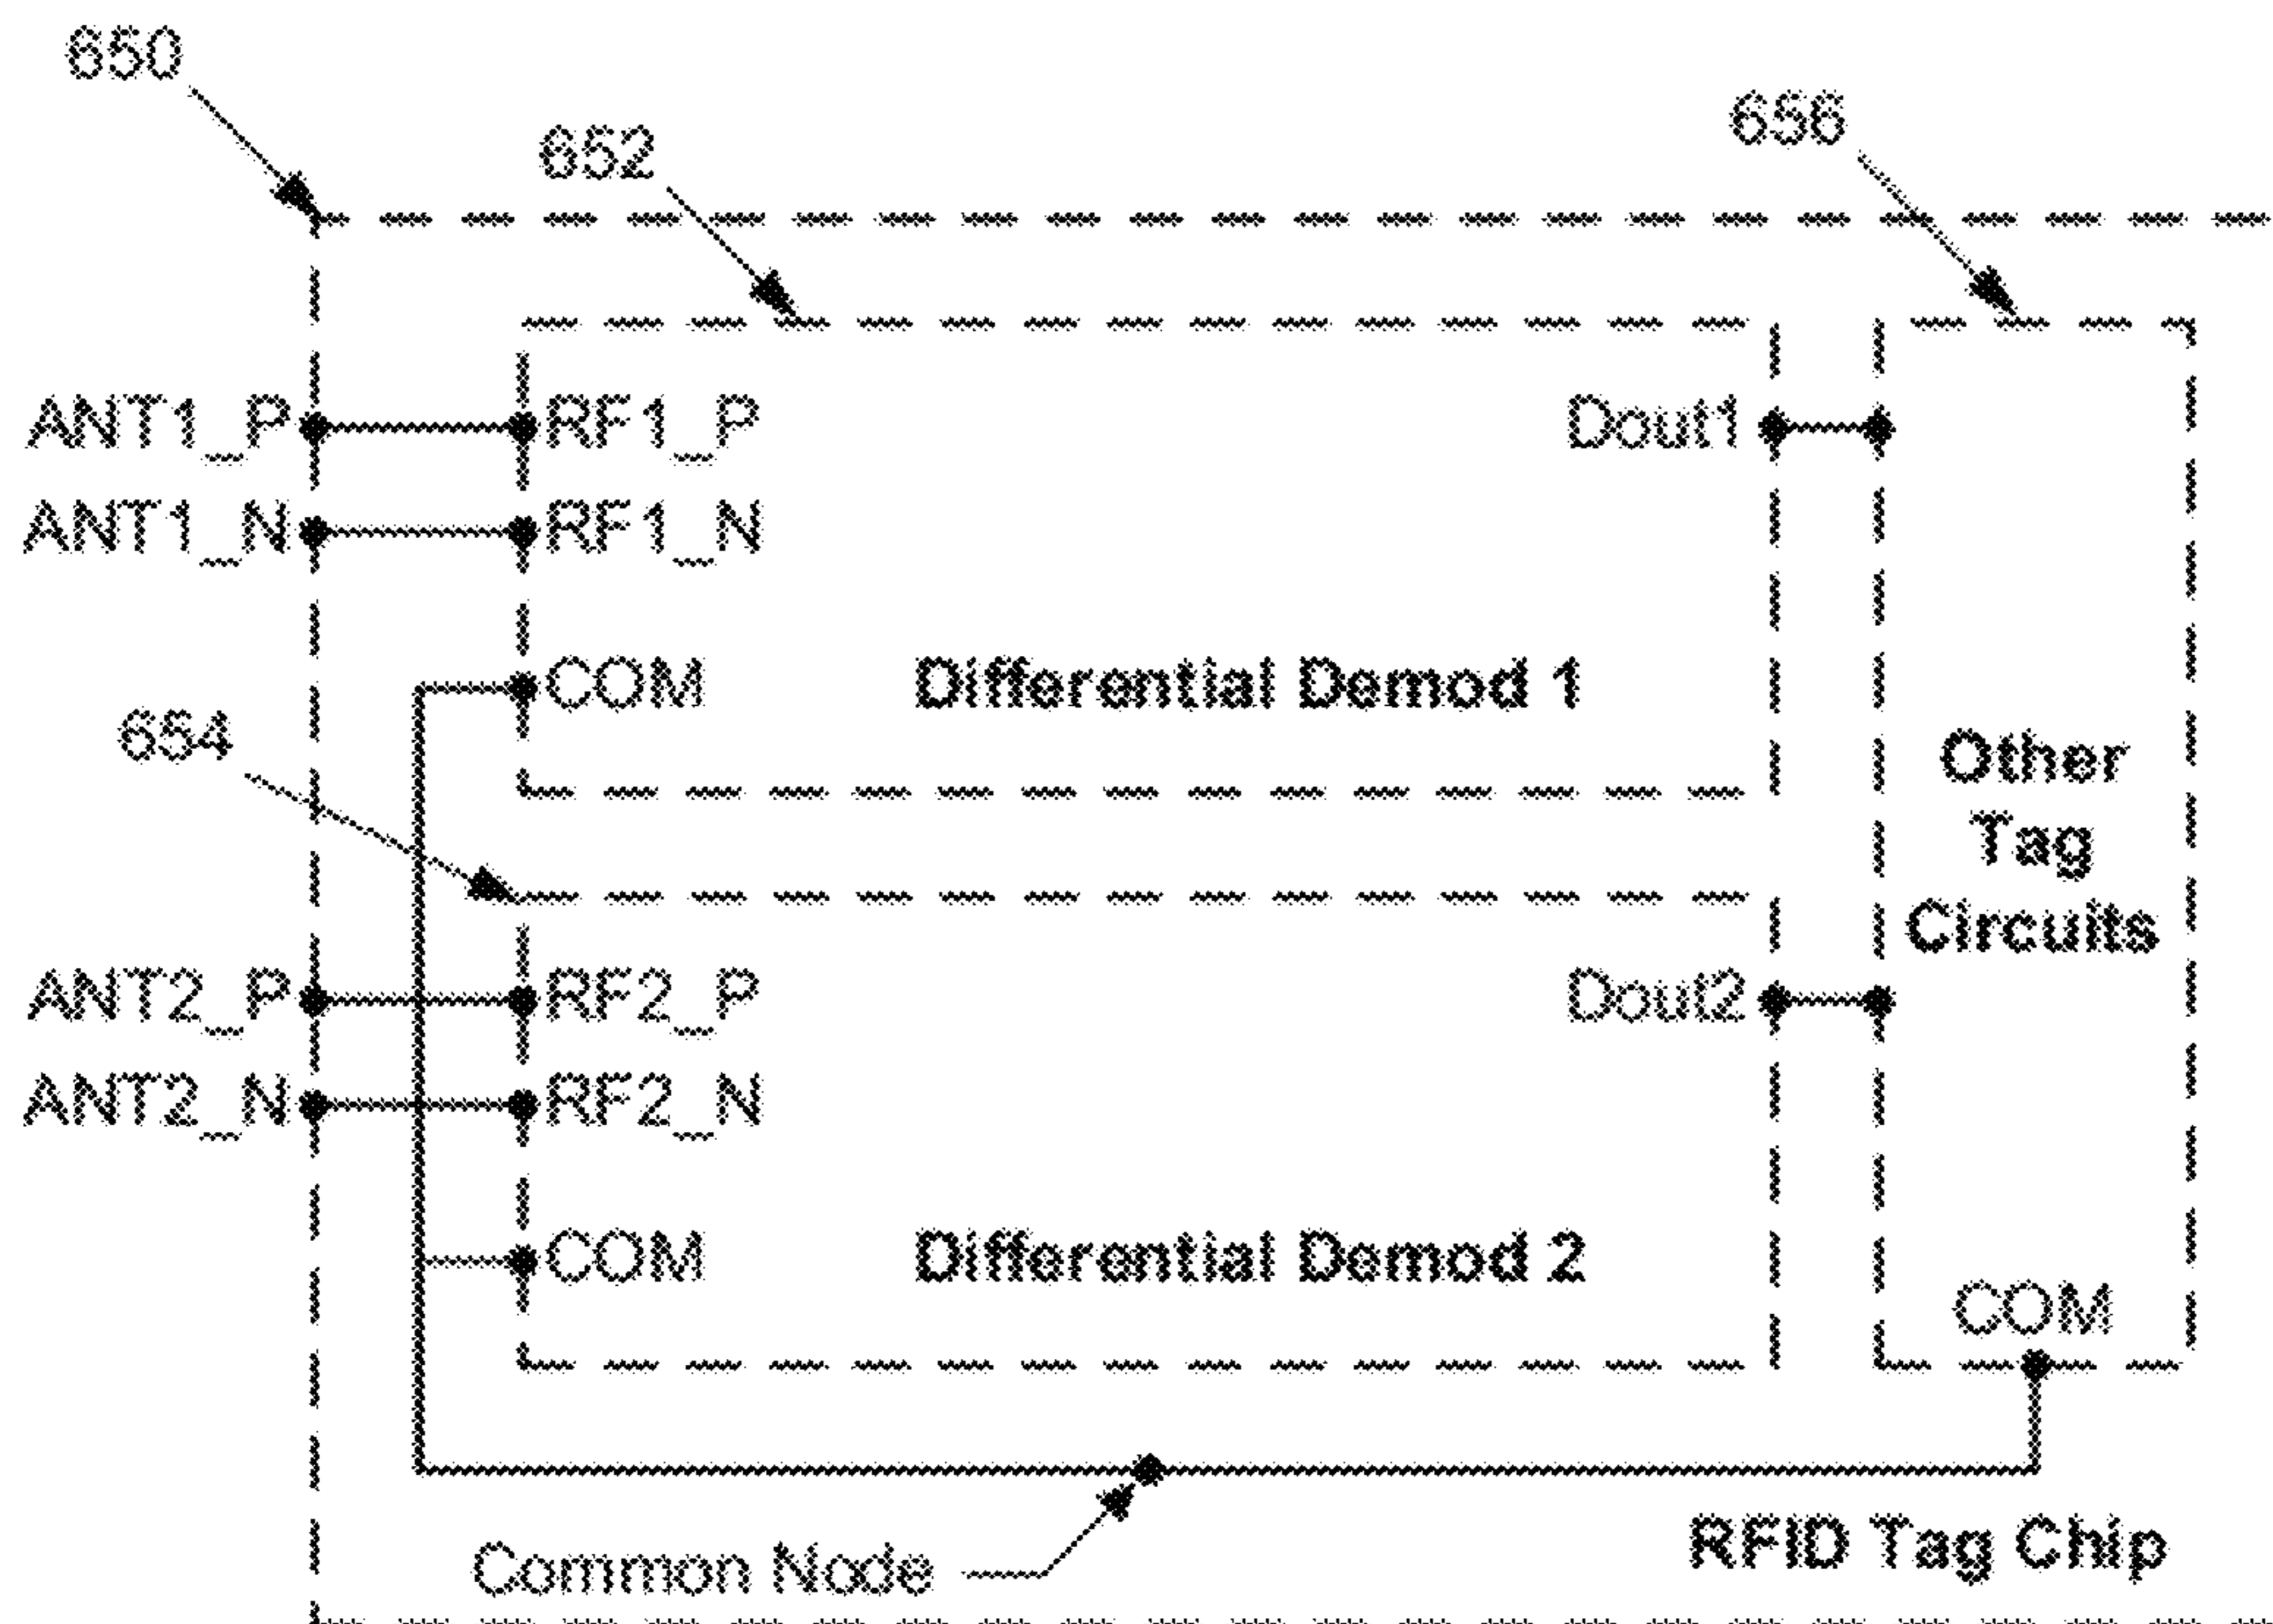 650
652
656
ANT1_P
RF1_P
Dout1
ANT1_N
RF1_N
COM
Differential Demod 1
654
Other
Tag
Circuits
ANT2_P
RF2_P
Dout2
ANT2_N
RF2_N
COM
Differential Demod 2
COM
Common Node
RFID Tag Chip